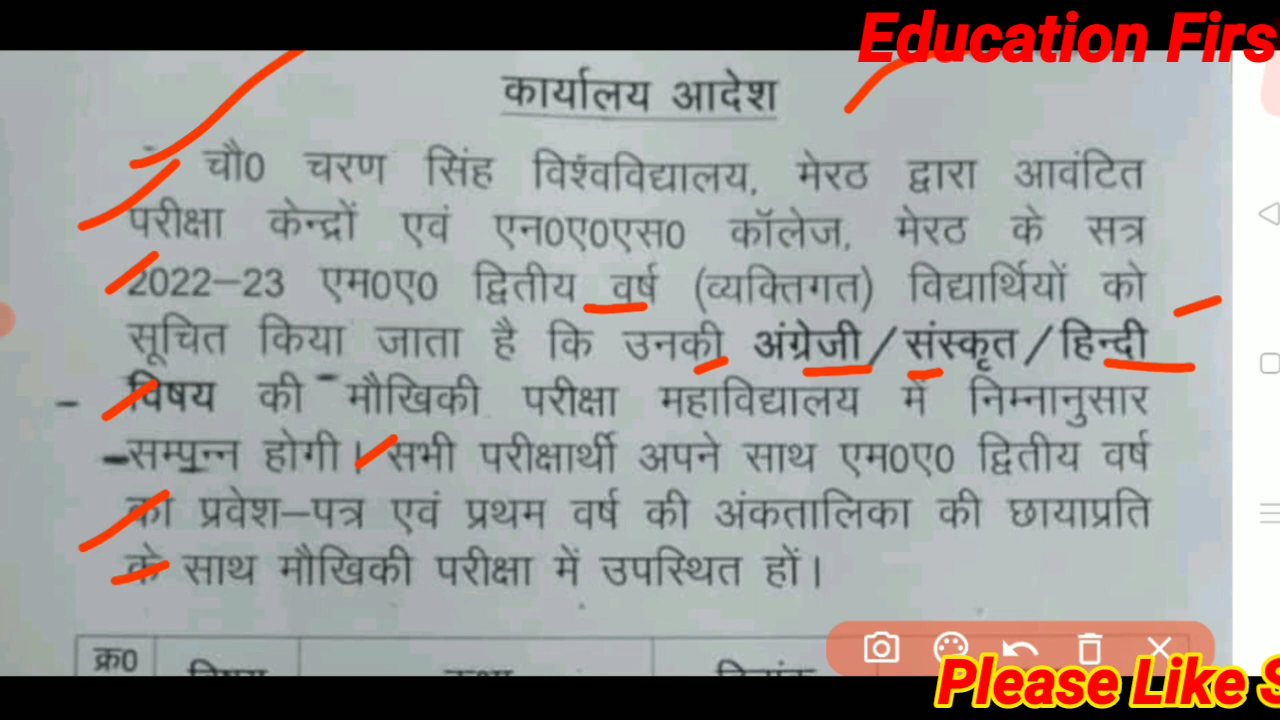 Education Firs
कार्यालय आदेश
चौ0 चरण सिंह विश्वविद्यालय, मेरठ द्वारा आवंटित
परीक्षा केन्द्रों एवं एन0ए0एस0 कॉलेज, मेरठ के सत्र
2022–23 एम0ए0 द्वितीय वर्ष (व्यक्तिगत) विद्यार्थियों को
सूचित किया जाता है कि उनकी अंग्रेजी/संस्कृत/हिन्दी
विषय की मौखिकी परीक्षा महाविद्यालय में निम्नानुसार
सम्पन्न होगी। सभी परीक्षार्थी अपने साथ एम0ए0 द्वितीय वर्ष
का प्रवेश–पत्र एवं प्रथम वर्ष की अंकतालिका की छायाप्रति
के साथ मौखिकी परीक्षा में उपस्थित हों।
क्र0
Please Like S